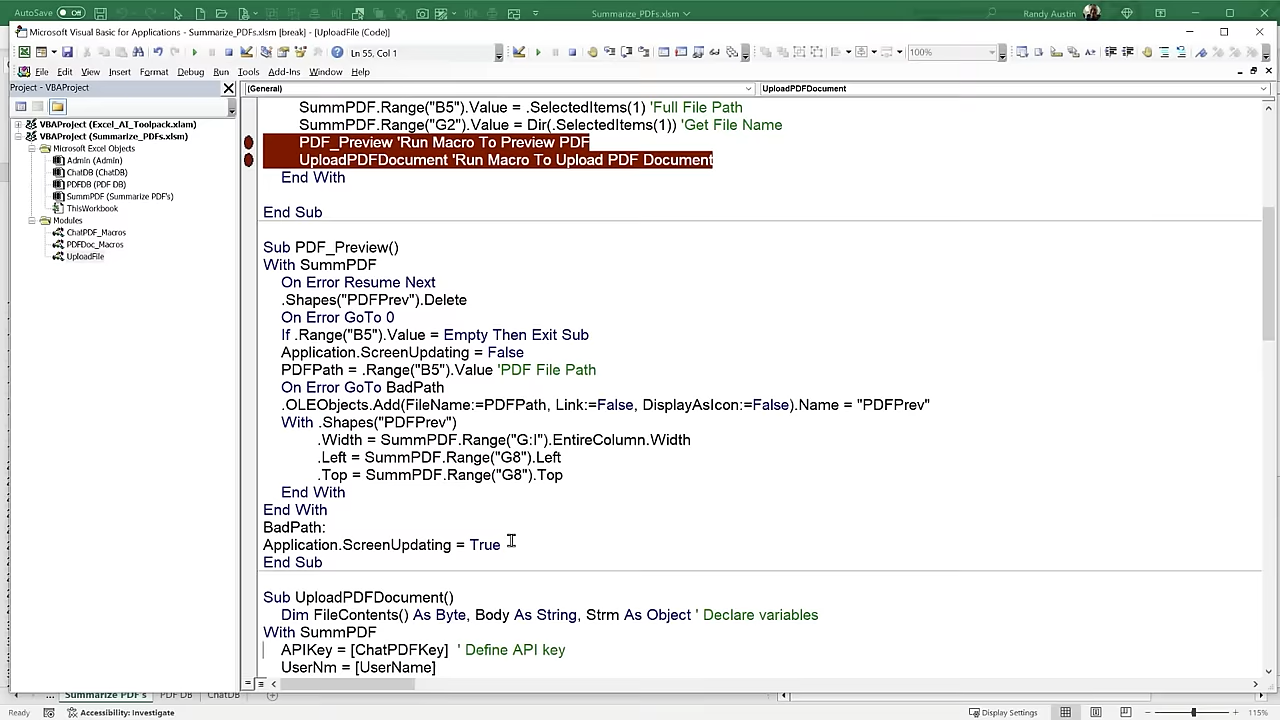 AutoSave Off
Summarize_PDFs.xlsm
Randy Austin
Microsoft Visual Basic for Applications - Summarize_PDFs.xlsm [break] - [UploadFile (Code)]
Ln 55, Col 1
100%
File Edit View Insert Format Debug Run Tools Add-Ins Window Help
Project - VBAProject
(General)
UploadPDFDocument
VBAProject (Excel_AI_Toolpack.xlam)
VBAProject (Summarize_PDFs.xlsm)
Microsoft Excel Objects
Admin (Admin)
ChatDB (ChatDB)
PDFDB (PDF DB)
SummPDF (Summarize PDF's)
ThisWorkbook
Modules
ChatPDF_Macros
PDFDoc_Macros
UploadFile
SummPDF.Range("B5").Value = .SelectedItems(1) 'Full File Path
SummPDF.Range("G2").Value = Dir(.SelectedItems(1)) 'Get File Name
PDF_Preview 'Run Macro To Preview PDF
UploadPDFDocument 'Run Macro To Upload PDF Document
End With
End Sub
Sub PDF_Preview()
With SummPDF
On Error Resume Next
.Shapes("PDFPrev").Delete
On Error GoTo 0
If .Range("B5").Value = Empty Then Exit Sub
Application.ScreenUpdating = False
PDFPath = .Range("B5").Value 'PDF File Path
On Error GoTo BadPath
.OLEObjects.Add(FileName:=PDFPath, Link:=False, DisplayAsIcon:=False).Name = "PDFPrev"
With .Shapes("PDFPrev")
.Width = SummPDF.Range("G:I").EntireColumn.Width
.Left = SummPDF.Range("G8").Left
.Top = SummPDF.Range("G8").Top
End With
End With
BadPath:
Application.ScreenUpdating = True
End Sub
Sub UploadPDFDocument()
Dim FileContents() As Byte, Body As String, Strm As Object ' Declare variables
With SummPDF
APIKey = [ChatPDFKey] ' Define API key
UserNm = [UserName]
... Summarize PDF's PDF DB ChatDB
Ready
Accessibility: Investigate
Display Settings
115%